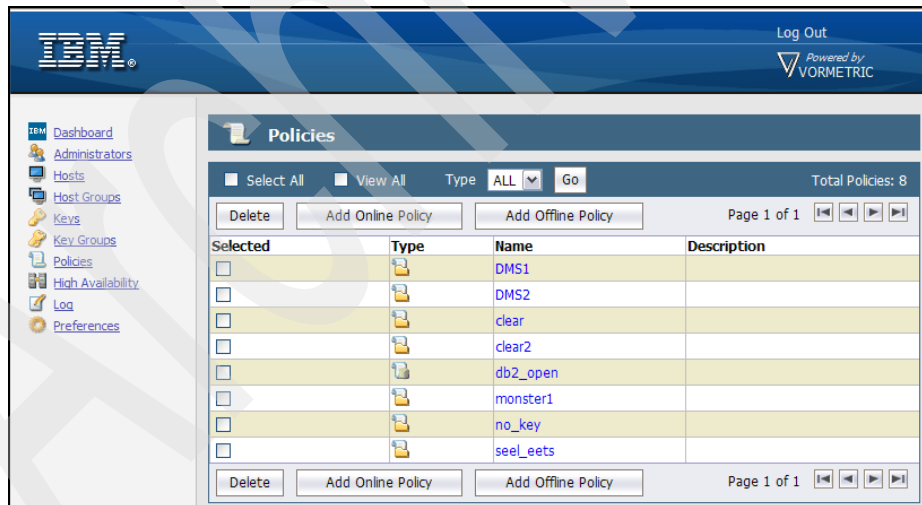 IBM®
Log Out
Powered by
VORMETRIC
IBM Dashboard
Administrators
Hosts
Host Groups
Keys
Key Groups
Policies
High Availability
Log
Preferences
Policies
Select All View All Type ALL Go Total Policies: 8
Delete Add Online Policy Add Offline Policy Page 1 of 1
Selected Type Name Description
DMS1
DMS2
clear
clear2
db2_open
monster1
no_key
seel_eets
Delete Add Online Policy Add Offline Policy Page 1 of 1